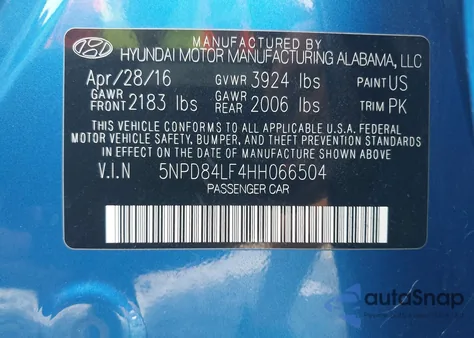 MANUFACTURED BY
HYUNDAI MOTOR MANUFACTURING ALABAMA, LLC
Apr/28/16 GVWR 3924 lbs PAINT US
GAWR FRONT 2183 lbs GAWR REAR 2006 lbs TRIM PK
THIS VEHICLE CONFORMS TO ALL APPLICABLE U.S.A. FEDERAL
MOTOR VEHICLE SAFETY, BUMPER, AND THEFT PREVENTION STANDARDS
IN EFFECT ON THE DATE OF MANUFACTURE SHOWN ABOVE.
V.I.N 5NPD84LF4HH066504
PASSENGER CAR
autoSnap